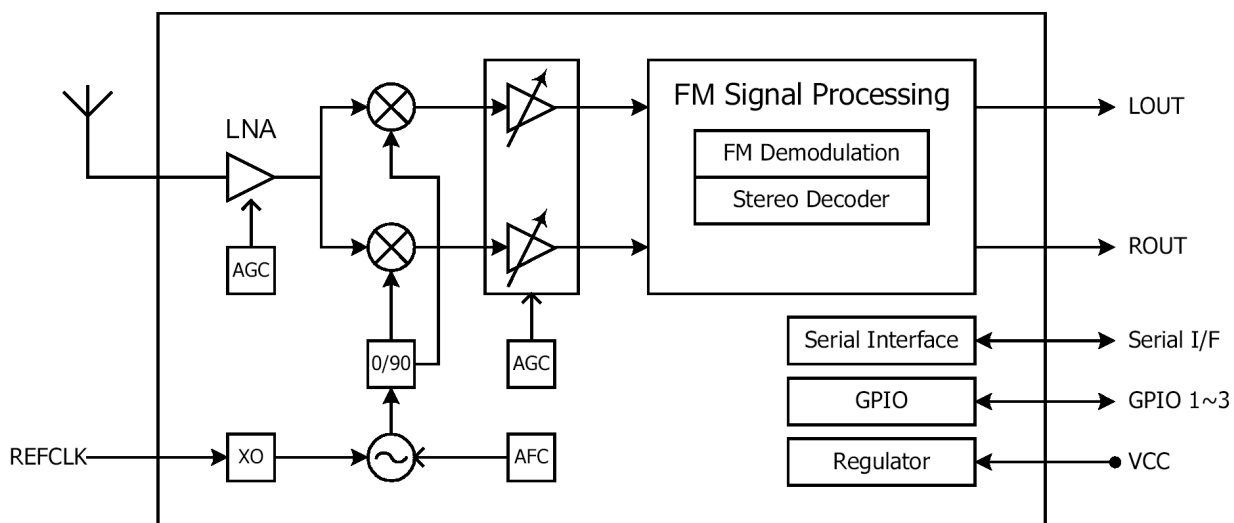 FM Signal Processing
LOUT
LNA
FM Demodulation
Stereo Decoder
ROUT
AGC
Serial Interface
Serial I/F
0/90
AGC
GPIO
GPIO 1~3
REFCLK
XO
AFC
Regulator
VCC